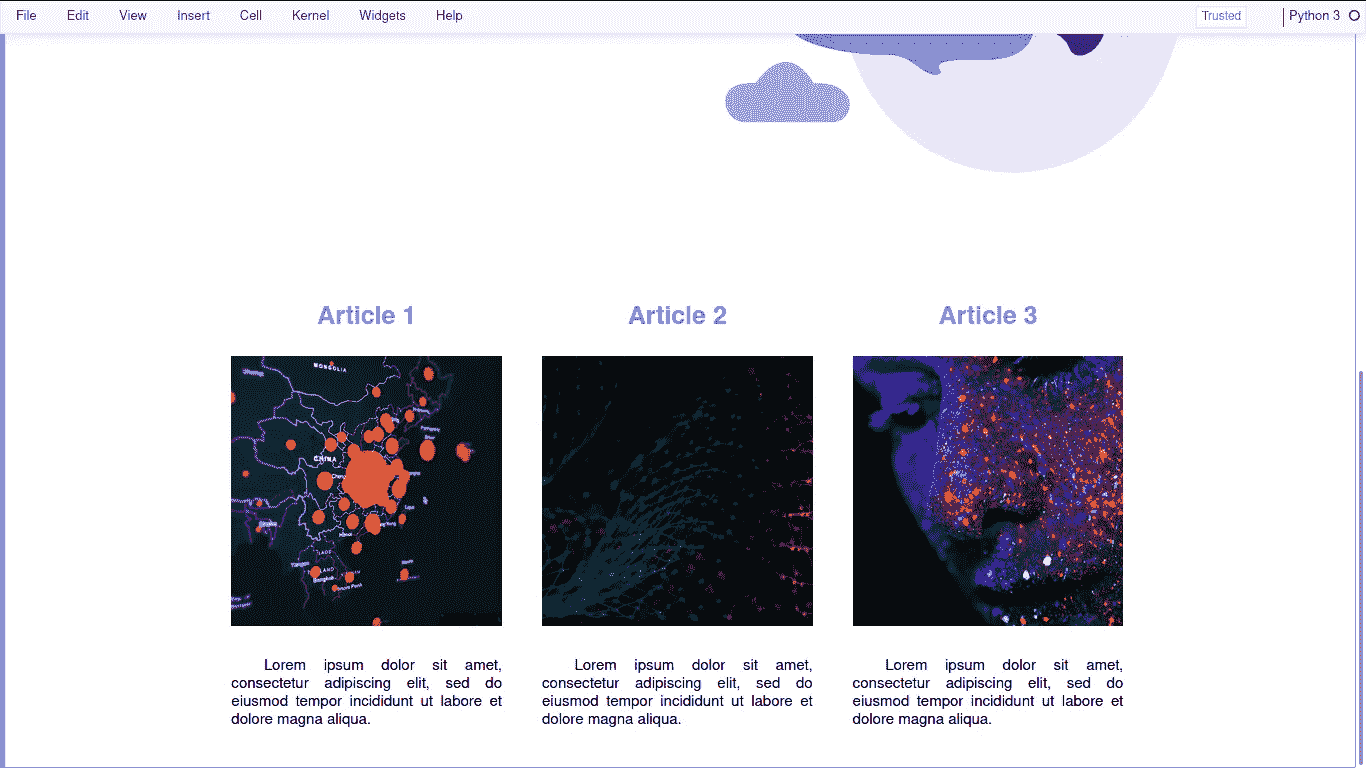 File Edit View Insert Cell Kernel Widgets Help Trusted Python 3
Article 1 Article 2 Article 3
MONGOLIA
CHINA
LAOS
Bangkok
Lorem ipsum dolor sit amet,
consectetur adipiscing elit, sed do
eiusmod tempor incididunt ut labore et
dolore magna aliqua.
Lorem ipsum dolor sit amet,
consectetur adipiscing elit, sed do
eiusmod tempor incididunt ut labore et
dolore magna aliqua.
Lorem ipsum dolor sit amet,
consectetur adipiscing elit, sed do
eiusmod tempor incididunt ut labore et
dolore magna aliqua.